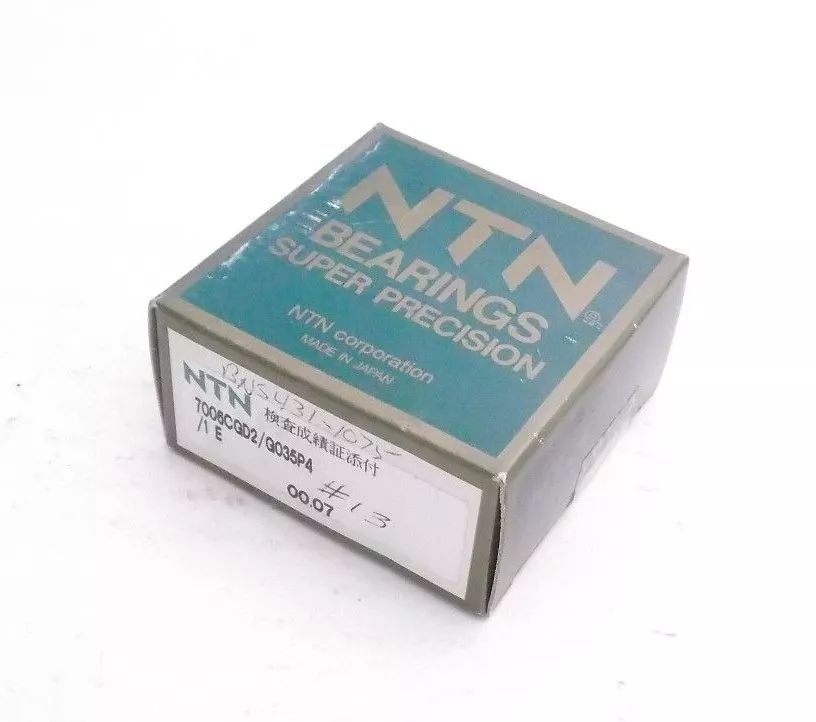 NTN
BEARINGS
SUPER PRECISION
NTN corporation
MADE IN JAPAN
BNS431-1075
NTN 検査成績証添付
7006CGD2/G035P4
/1E
00.07
#13